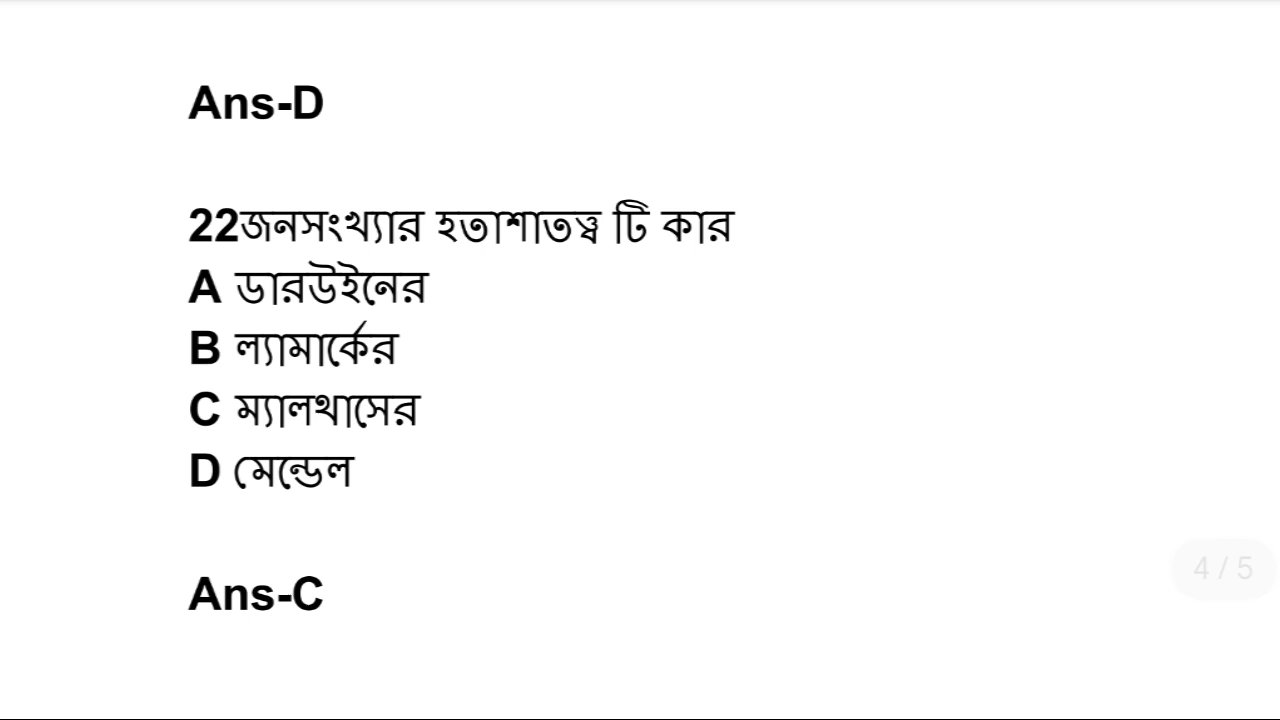 Ans-D
22জনসংখ্যার হতাশাতত্ত্ব টি কার
A ডারউইনের
B ল্যামার্কের
C ম্যালথাসের
D মেন্ডেল
4 / 5
Ans-C